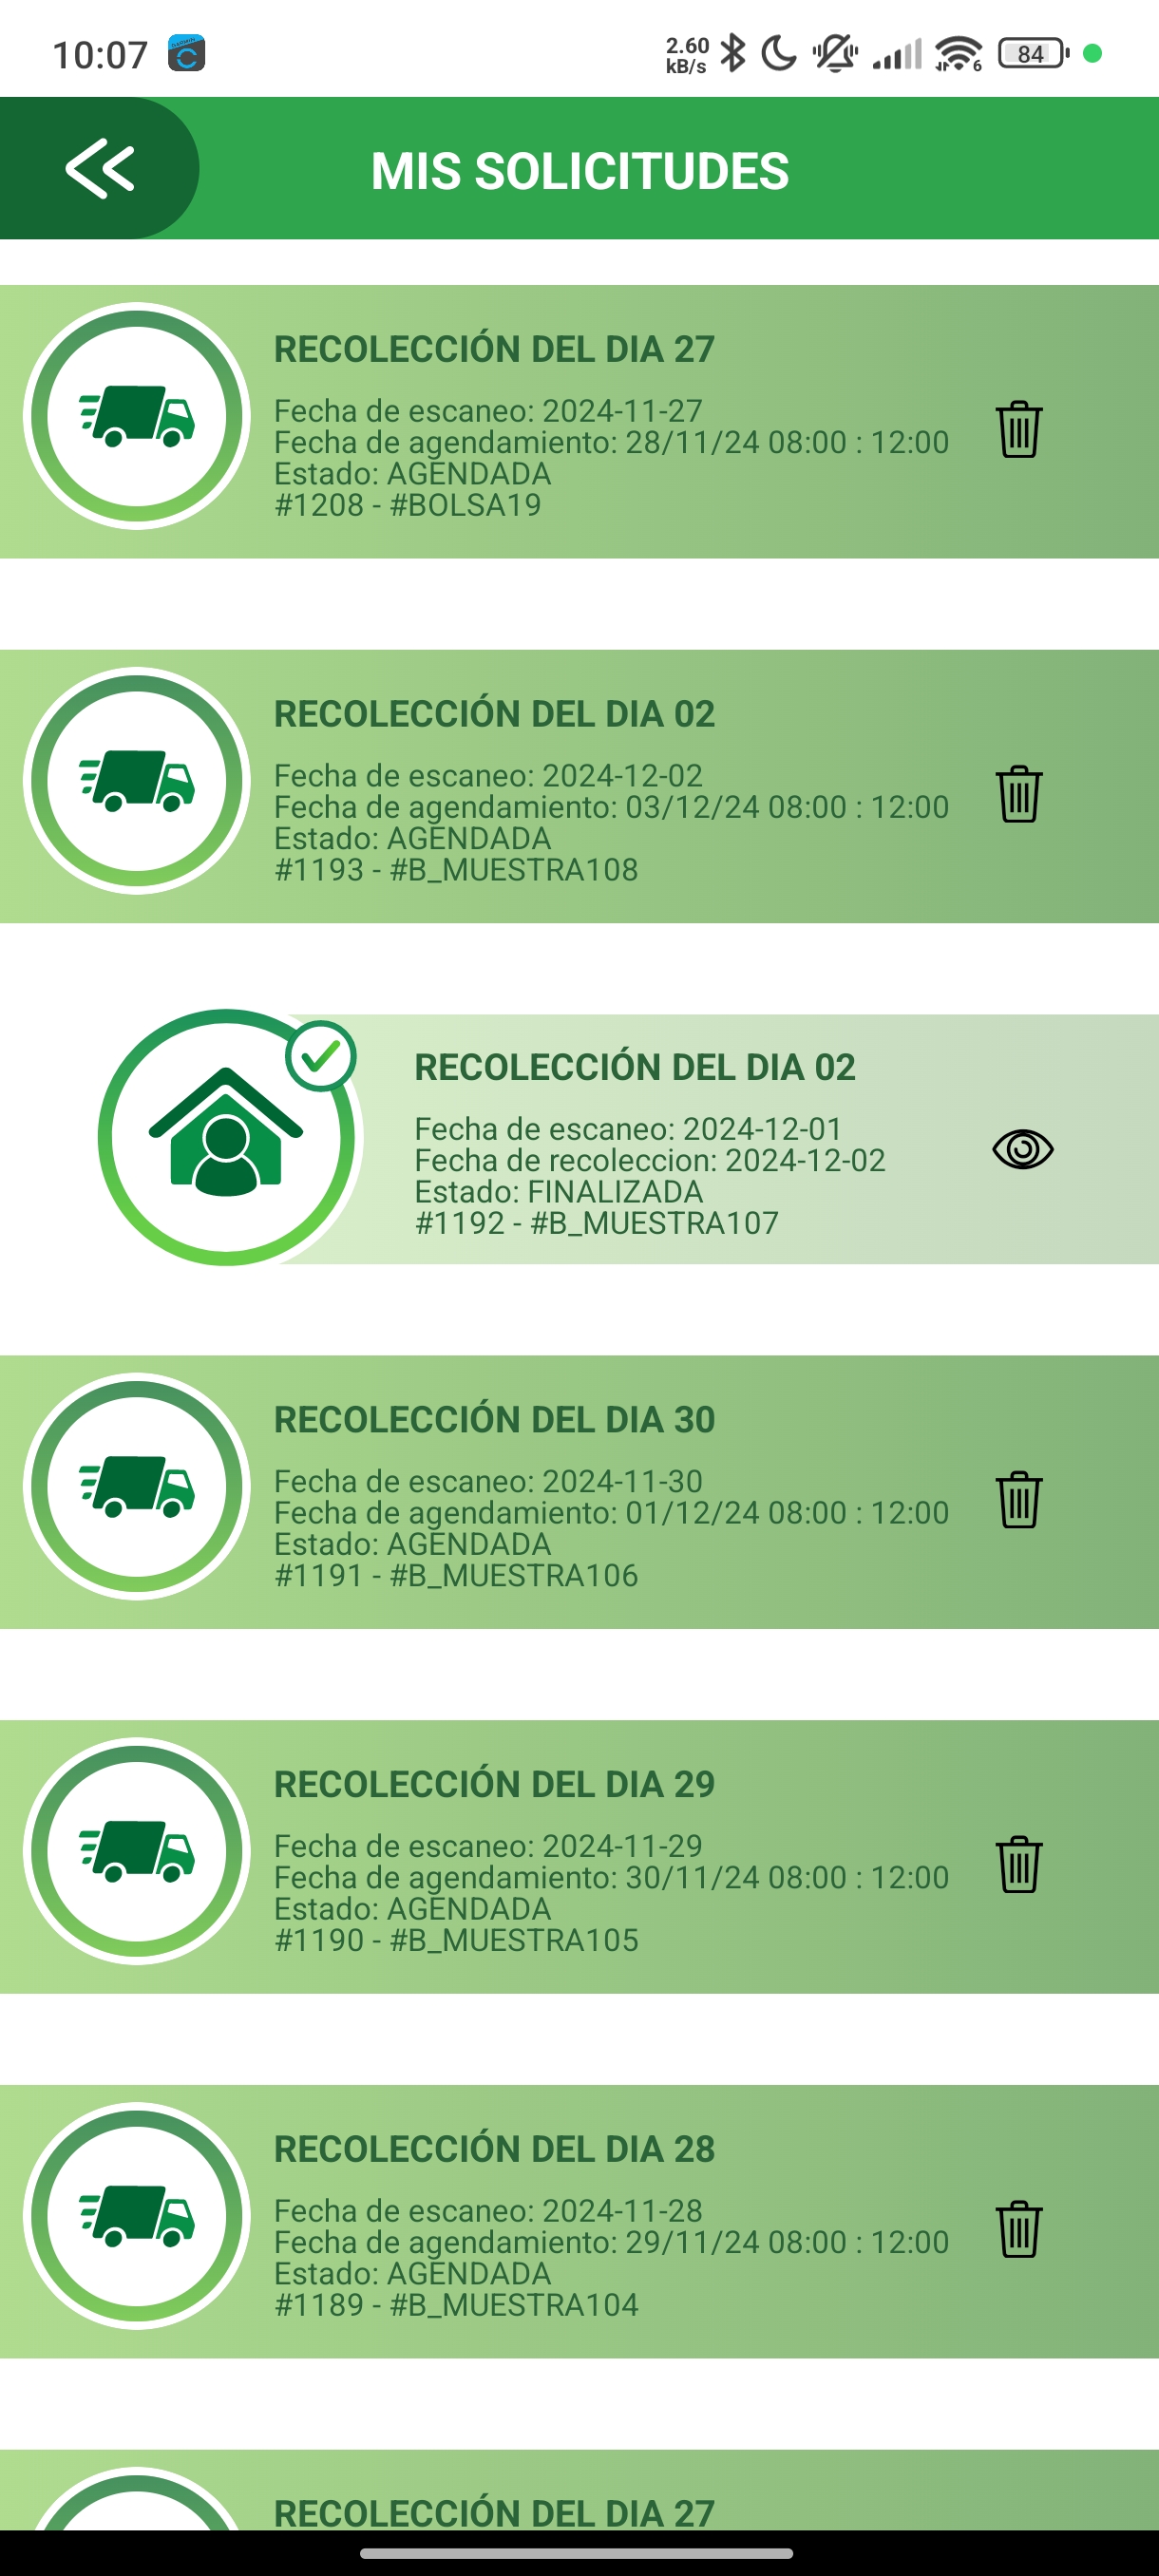 10:07
2.60
kB/s
6
84
MIS SOLICITUDES
RECOLECCIÓN DEL DIA 27
Fecha de escaneo: 2024-11-27
Fecha de agendamiento: 28/11/24 08:00 : 12:00
Estado: AGENDADA
#1208 - #BOLSA19
RECOLECCIÓN DEL DIA 02
Fecha de escaneo: 2024-12-02
Fecha de agendamiento: 03/12/24 08:00 : 12:00
Estado: AGENDADA
#1193 - #B_MUESTRA108
RECOLECCIÓN DEL DIA 02
Fecha de escaneo: 2024-12-01
Fecha de recoleccion: 2024-12-02
Estado: FINALIZADA
#1192 - #B_MUESTRA107
RECOLECCIÓN DEL DIA 30
Fecha de escaneo: 2024-11-30
Fecha de agendamiento: 01/12/24 08:00 : 12:00
Estado: AGENDADA
#1191 - #B_MUESTRA106
RECOLECCIÓN DEL DIA 29
Fecha de escaneo: 2024-11-29
Fecha de agendamiento: 30/11/24 08:00 : 12:00
Estado: AGENDADA
#1190 - #B_MUESTRA105
RECOLECCIÓN DEL DIA 28
Fecha de escaneo: 2024-11-28
Fecha de agendamiento: 29/11/24 08:00 : 12:00
Estado: AGENDADA
#1189 - #B_MUESTRA104
RECOLECCIÓN DEL DIA 27